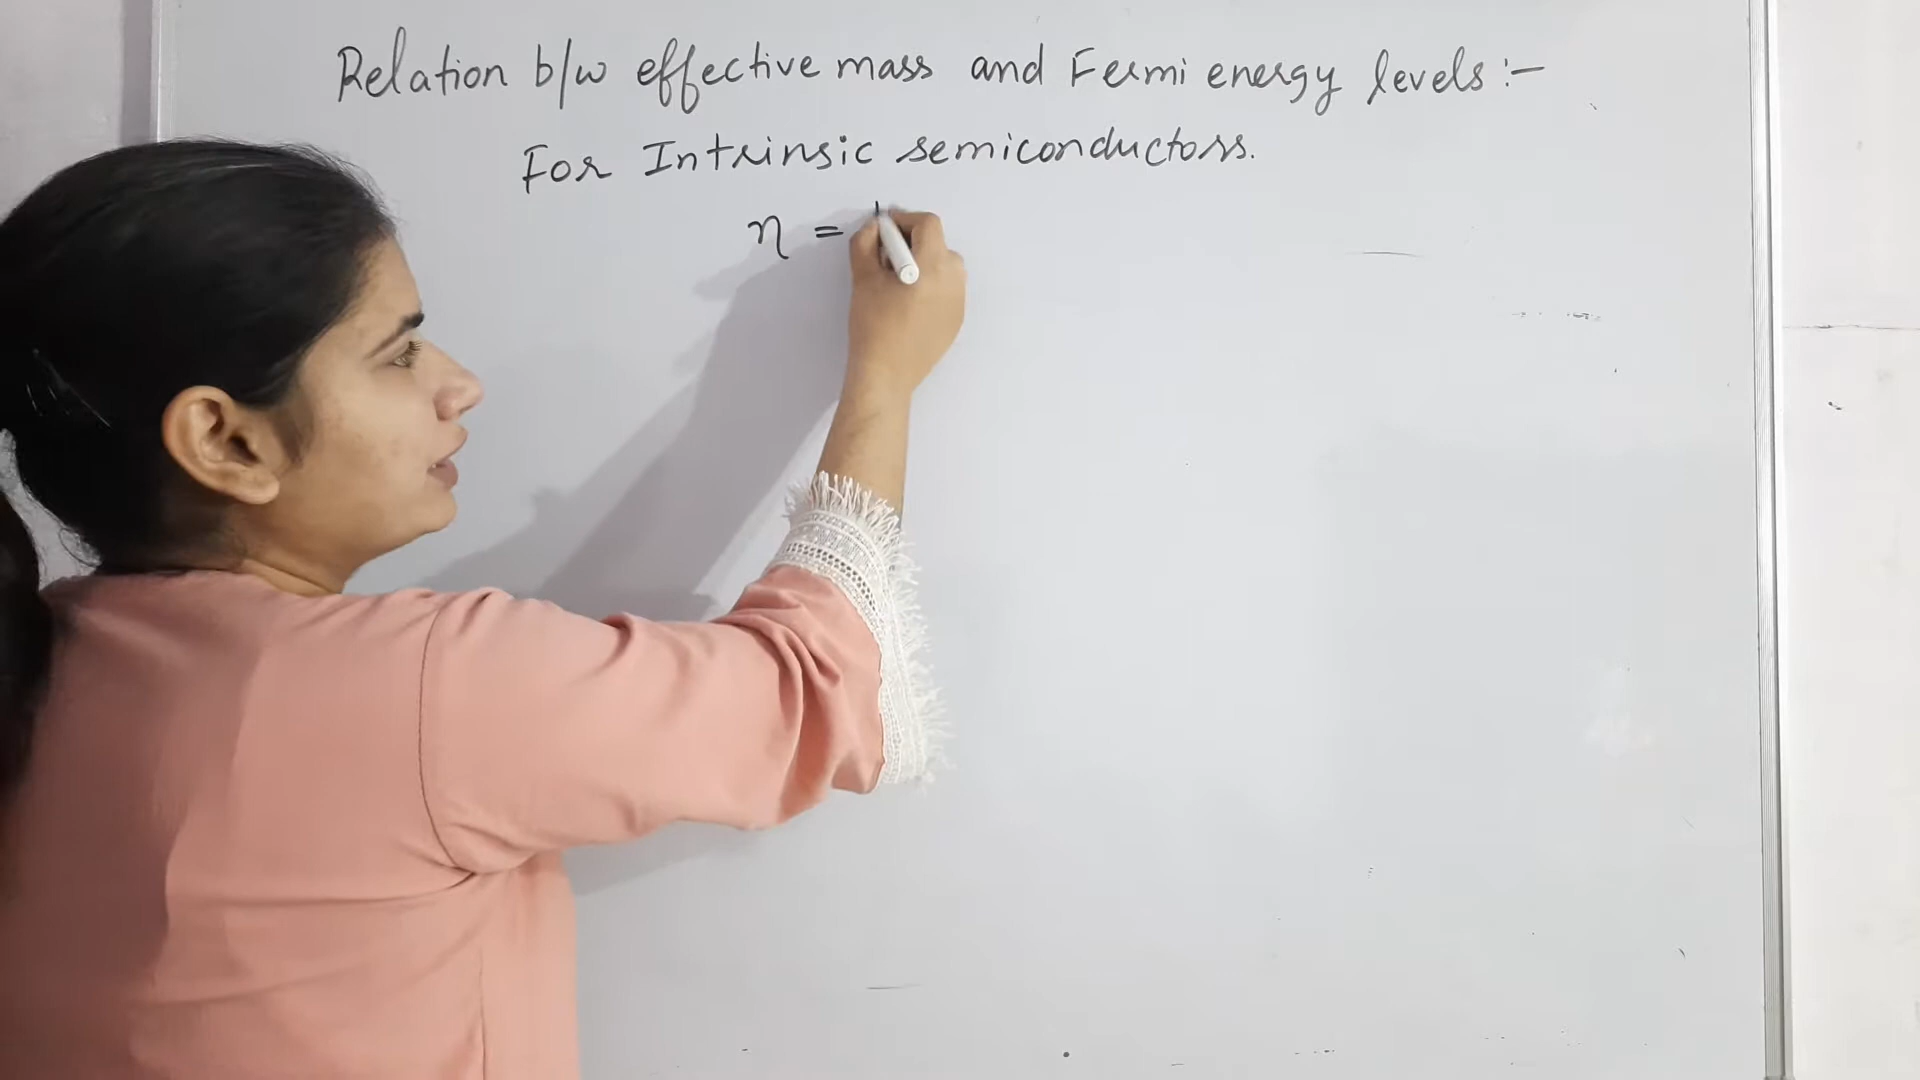 Relation b/w effective mass and Fermi energy levels :-
For Intrinsic semiconductors.
n =